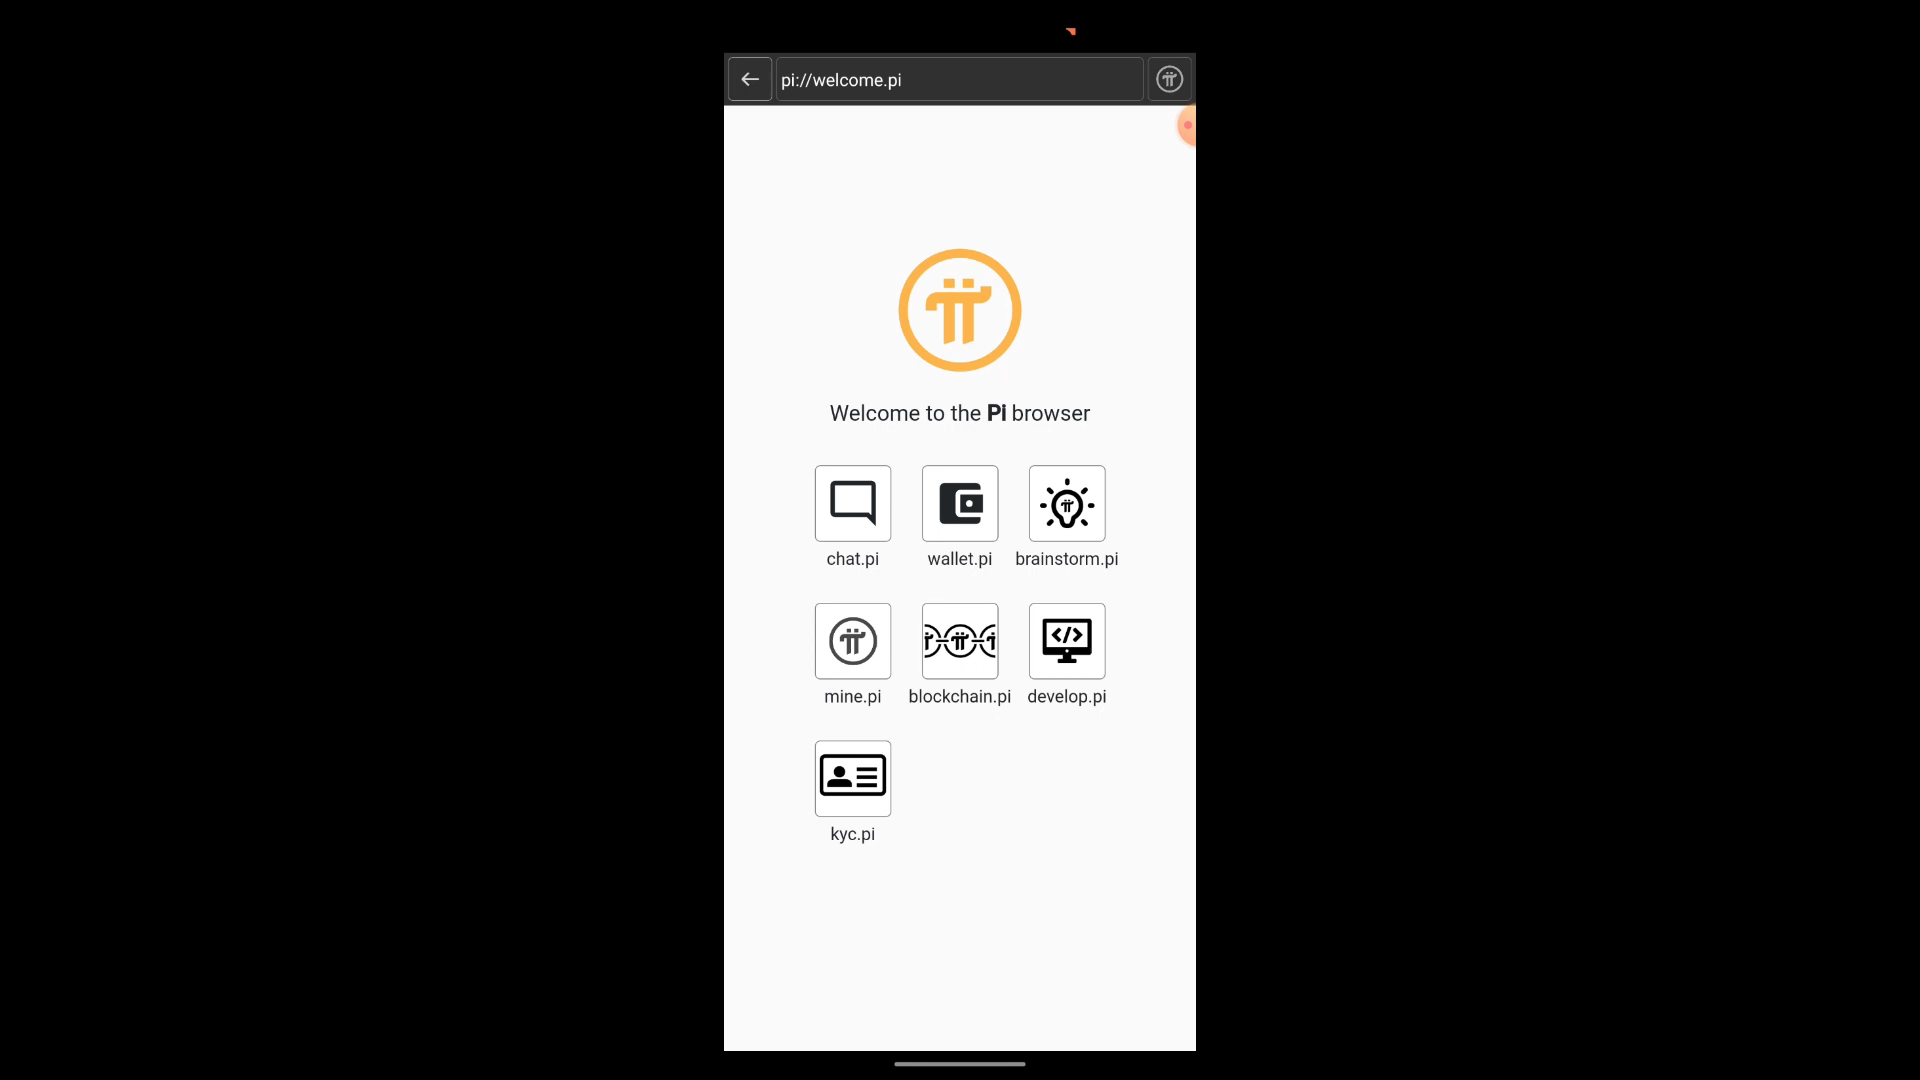 pi://welcome.pi
Welcome to the Pi browser
chat.pi wallet.pi brainstorm.pi
mine.pi blockchain.pi develop.pi
kyc.pi